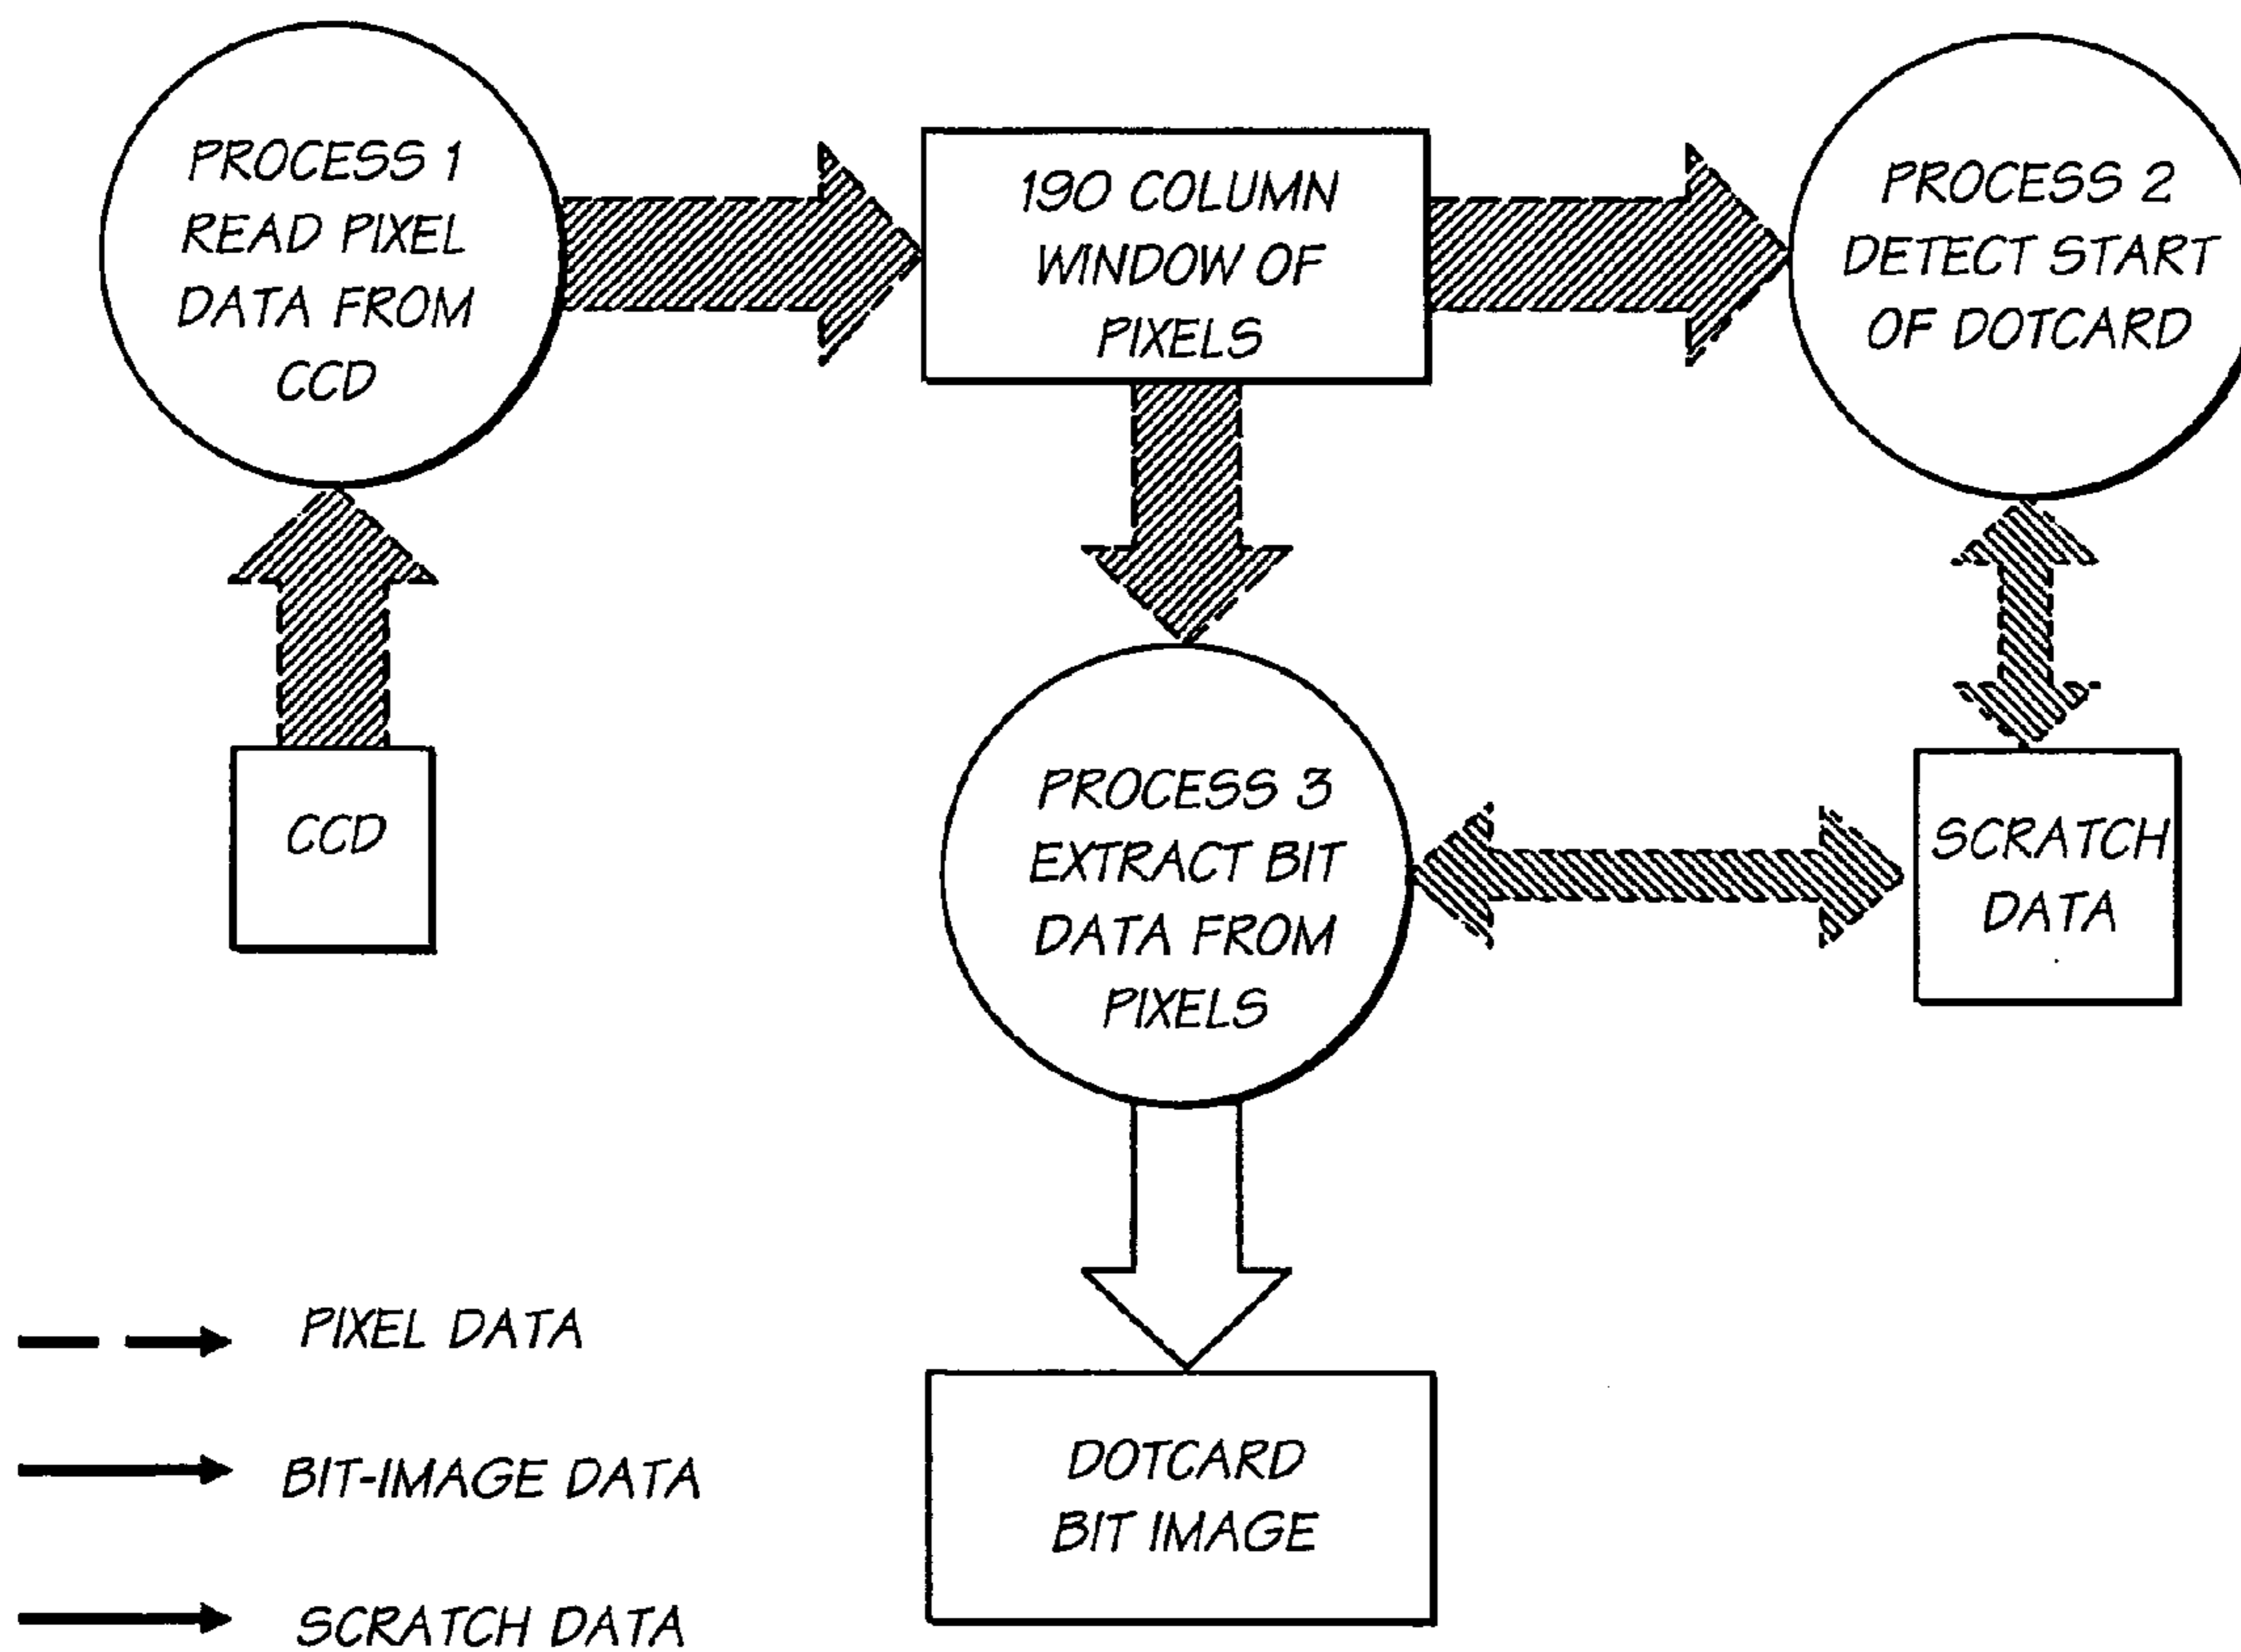 PROCESS 1
READ PIXEL
DATA FROM
CCD
190 COLUMN
WINDOW OF
PIXELS
PROCESS 2
DETECT START
OF DOTCARD
CCD
PROCESS 3
EXTRACT BIT
DATA FROM
PIXELS
SCRATCH
DATA
PIXEL DATA
BIT-IMAGE DATA
SCRATCH DATA
DOTCARD
BIT IMAGE